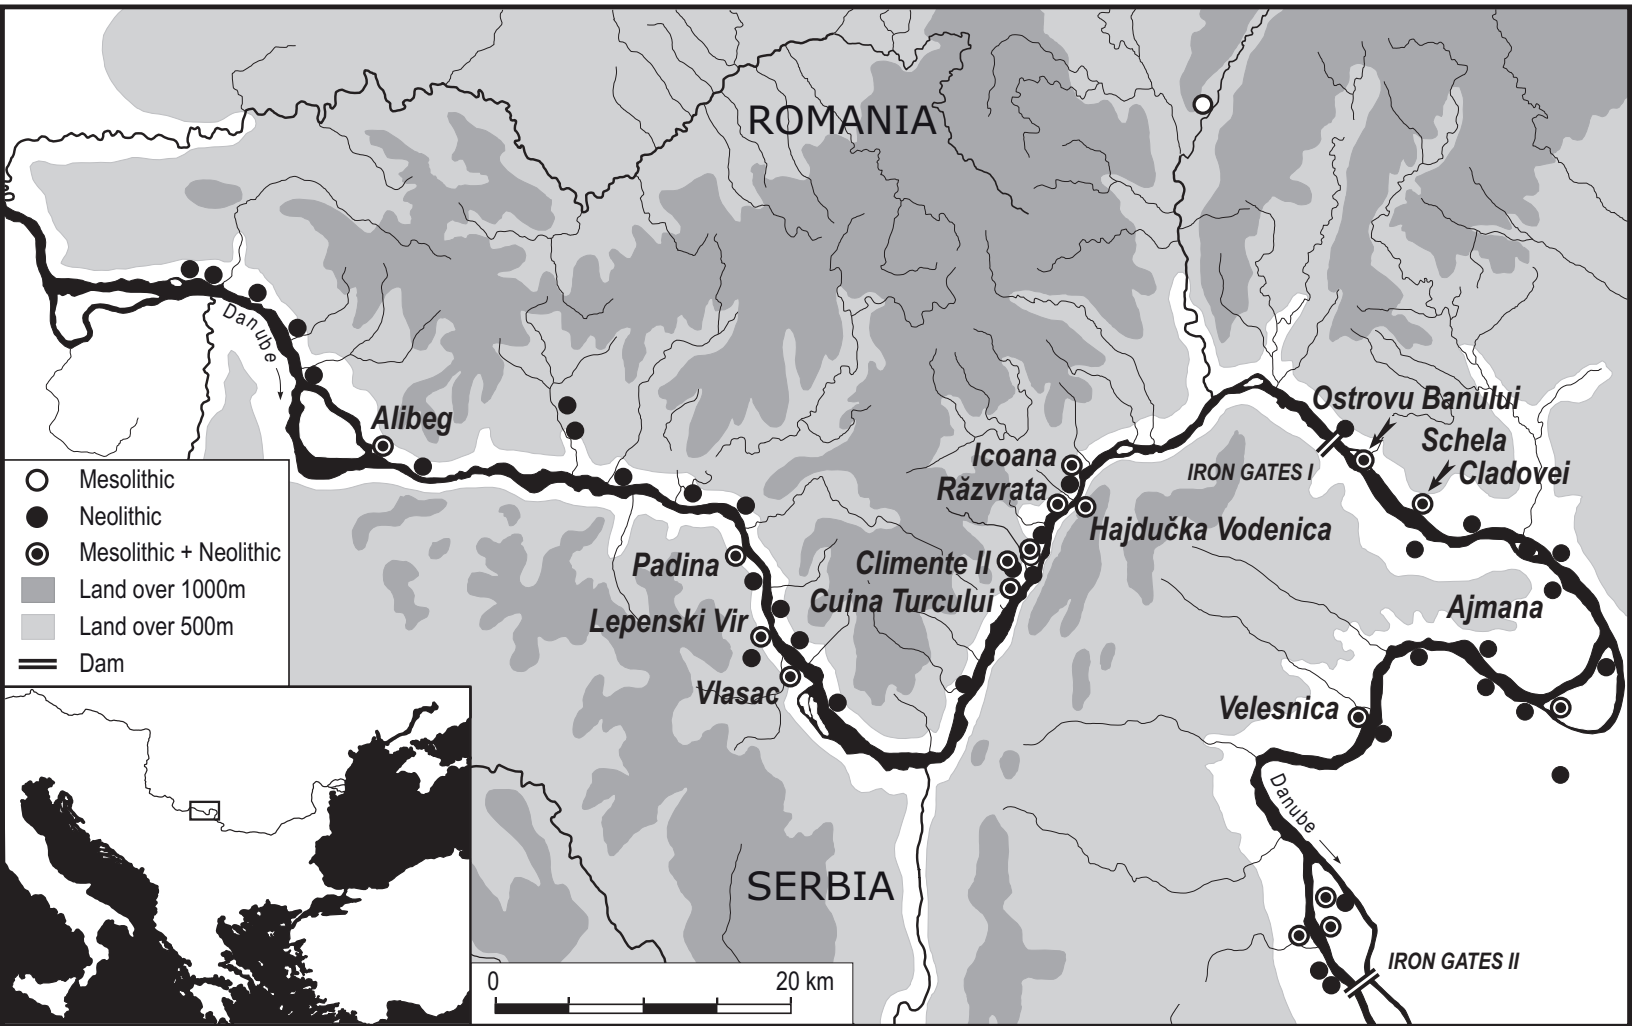 ROMANIA
Danube
Alibeg
Ostrovu Banului
Schela
Cladovei
Icoana
IRON GATES I
Răzvrata
Hajdučka Vodenica
Climente II
Padina
Cuina Turcului
Ajmana
Lepenski Vir
Vlasac
Velesnica
Danube
SERBIA
IRON GATES II
Mesolithic
Neolithic
Mesolithic + Neolithic
Land over 1000m
Land over 500m
Dam
0 20 km